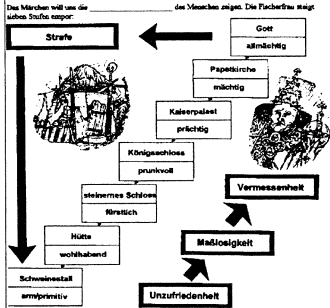 Das Märchen will uns die ____________ des Menschen zeigen. Die Fischerfrau steigt
sieben Stufen empor:
Strafe
Gott
allmächtig
Papstkirche
mächtig
Kaiserpalast
prächtig
Königsschloss
prunkvoll
steinernes Schloss
fürstlich
Hütte
wohlhabend
Schweinestall
arm/primitiv
Vermessenheit
Maßlosigkeit
Unzufriedenheit